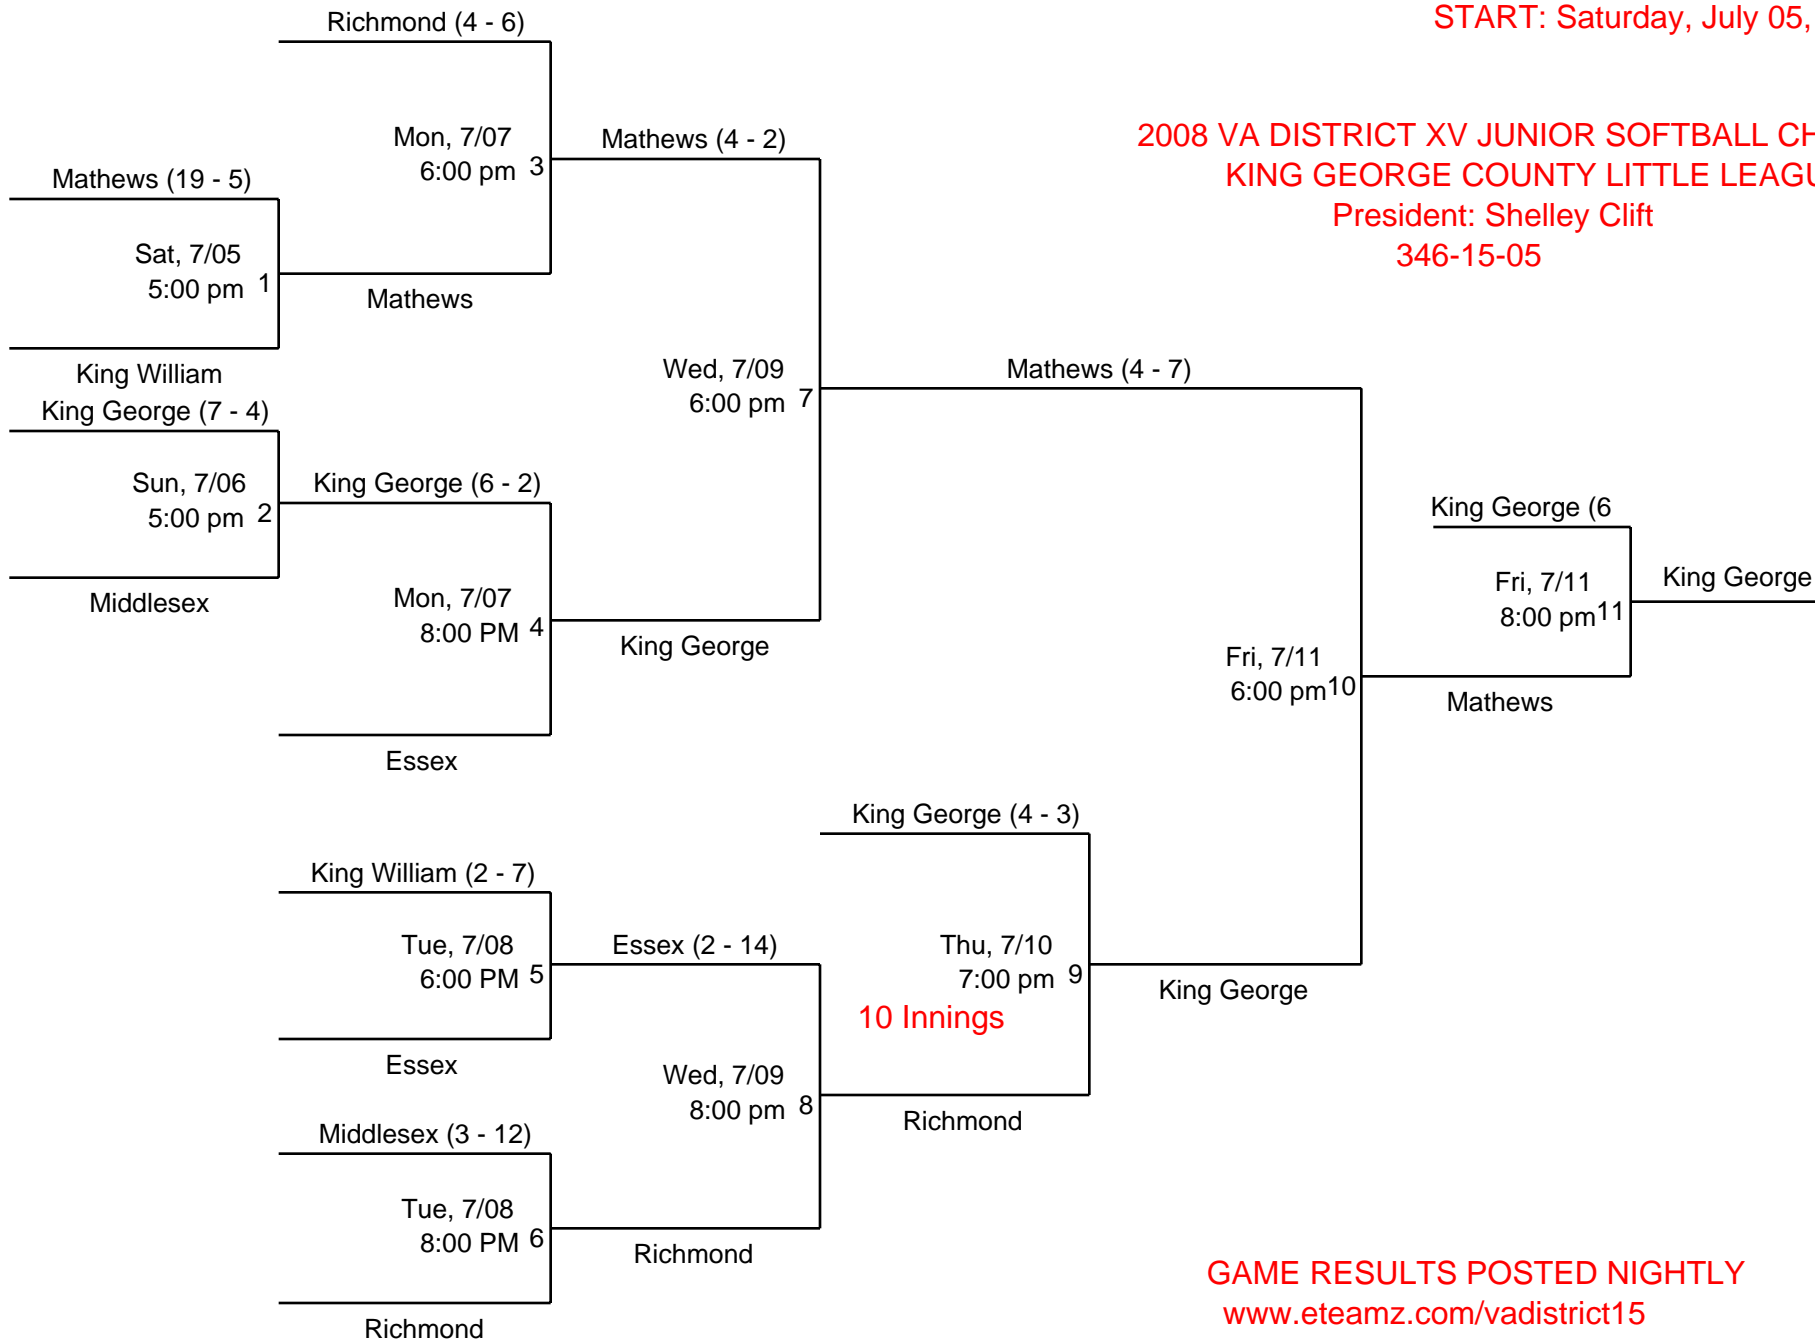 START: Saturday, July 05,
2008 VA DISTRICT XV JUNIOR SOFTBALL CH
KING GEORGE COUNTY LITTLE LEAGU
President: Shelley Clift
346-15-05
Richmond (4 - 6)
Mon, 7/07
6:00 pm 3
Mathews (4 - 2)
Mathews (19 - 5)
Sat, 7/05
5:00 pm 1
Mathews
King William
King George (7 - 4)
Wed, 7/09
6:00 pm 7
Mathews (4 - 7)
Sun, 7/06
5:00 pm 2
King George (6 - 2)
Middlesex
Mon, 7/07
8:00 PM 4
King George
Essex
King George (6
Fri, 7/11
8:00 pm 11
King George
Fri, 7/11
6:00 pm 10
Mathews
King George (4 - 3)
King William (2 - 7)
Tue, 7/08
6:00 PM 5
Essex (2 - 14)
Thu, 7/10
7:00 pm 9
10 Innings
King George
Essex
Wed, 7/09
8:00 pm 8
Richmond
Middlesex (3 - 12)
Tue, 7/08
8:00 PM 6
Richmond
Richmond
GAME RESULTS POSTED NIGHTLY
www.eteamz.com/vadistrict15